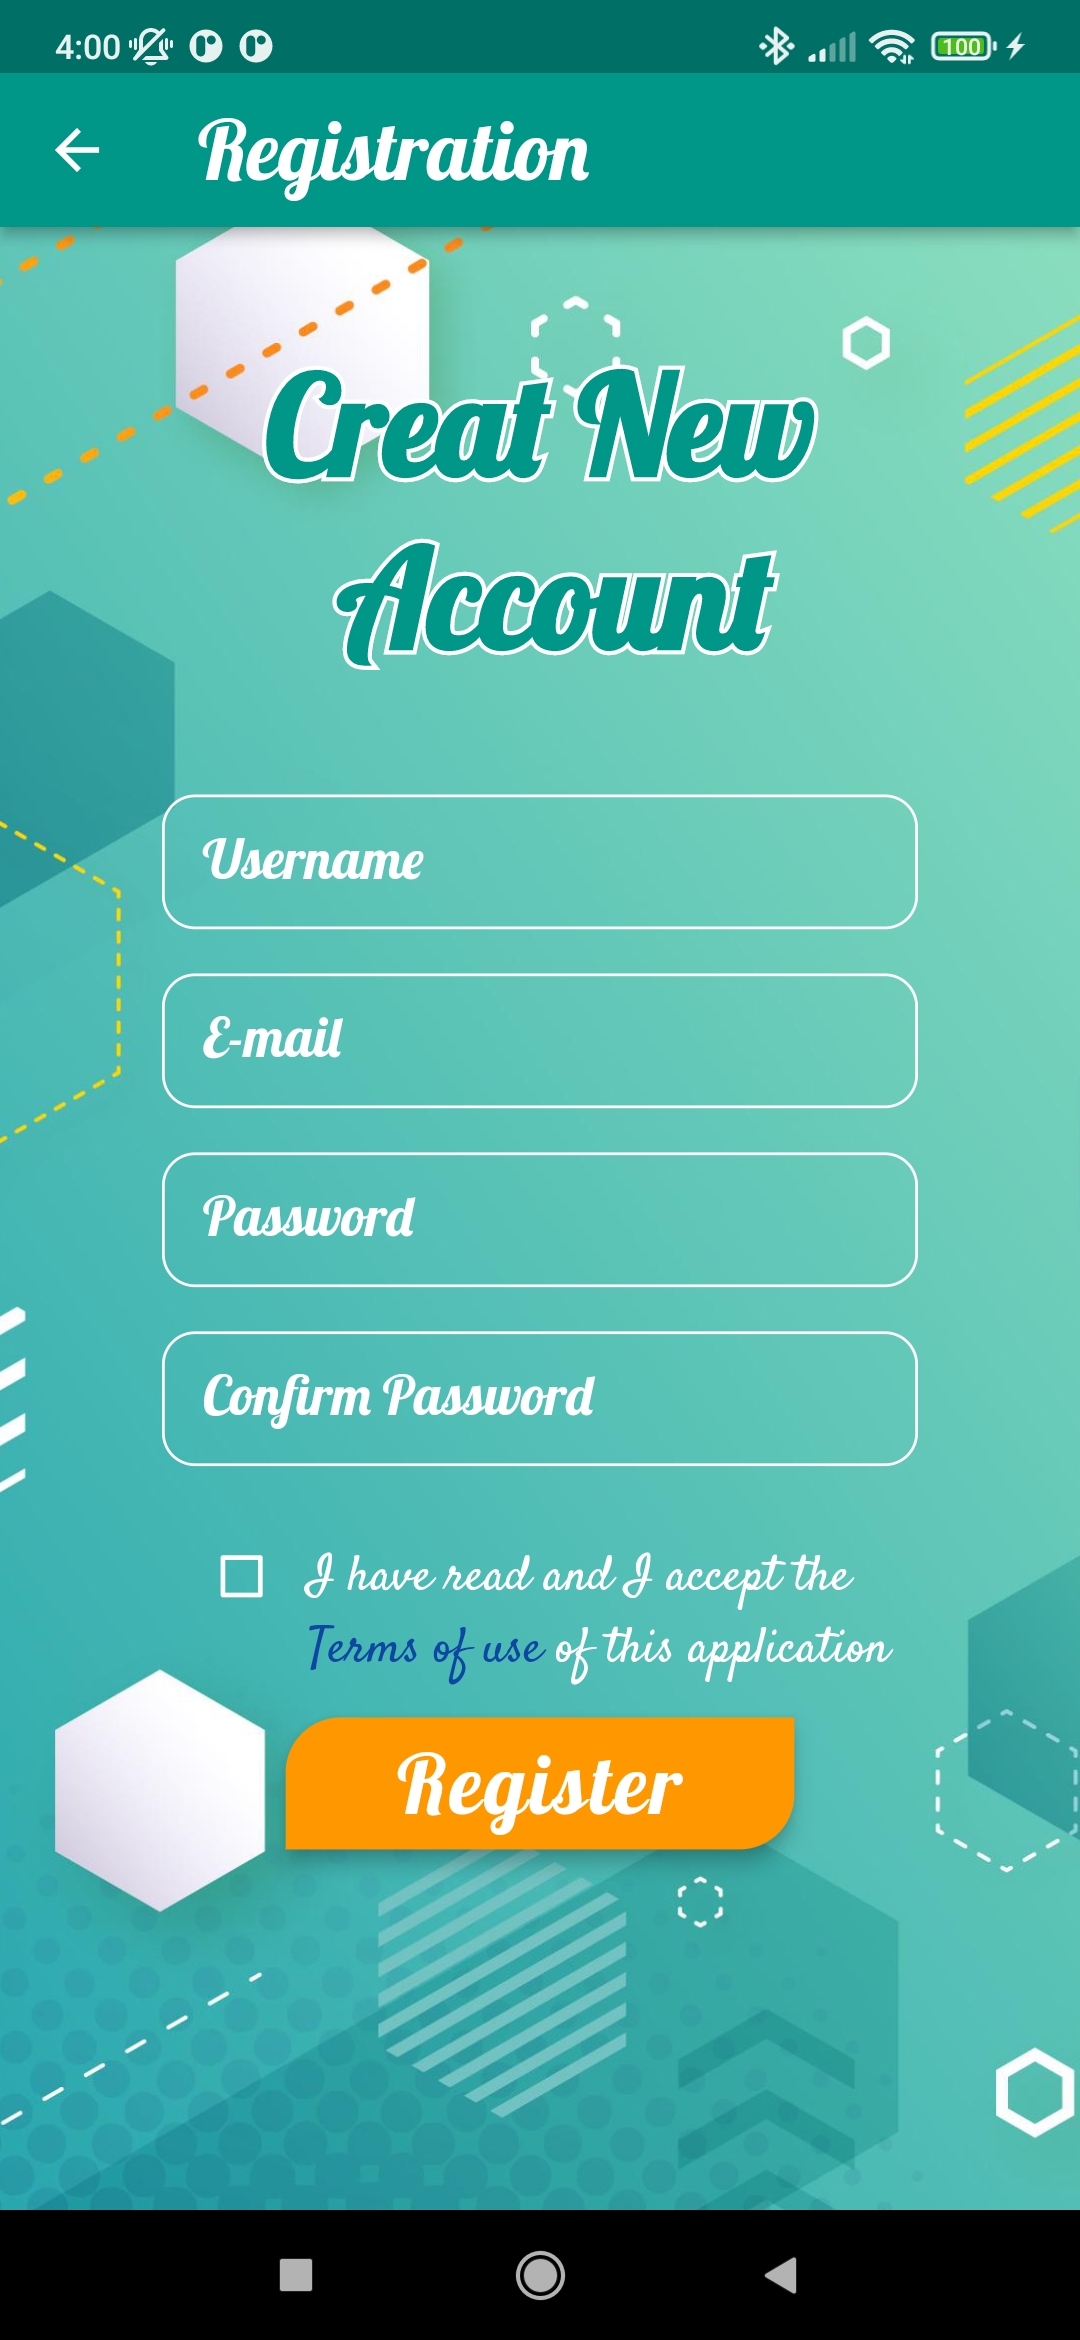 4:00 100
Registration
Creat New
Account
Username
E-mail
Password
Confirm Password
I have read and I accept the
Terms of use of this application
Register